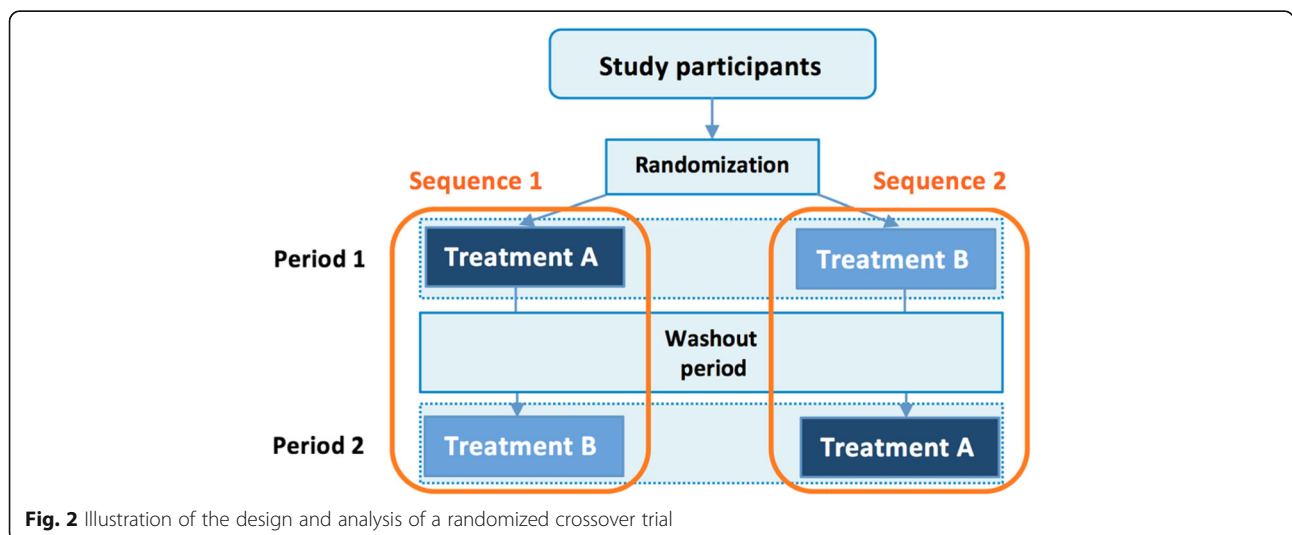 Study participants
Randomization
Sequence 1
Sequence 2
Period 1
Treatment A
Treatment B
Washout
period
Period 2
Treatment B
Treatment A
Fig. 2 Illustration of the design and analysis of a randomized crossover trial